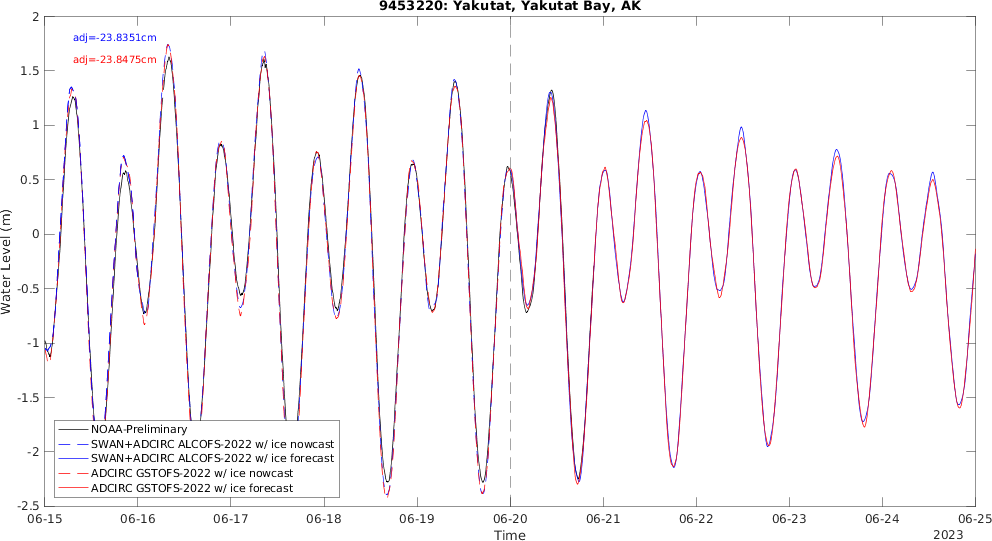 9453220: Yakutat, Yakutat Bay, AK
adj=-23.8351cm
adj=-23.8475cm
Water Level (m)
2
1.5
1
0.5
0
-0.5
-1
-1.5
-2
-2.5
NOAA-Preliminary
SWAN+ADCIRC ALCOFS-2022 w/ ice nowcast
SWAN+ADCIRC ALCOFS-2022 w/ ice forecast
ADCIRC GSTOFS-2022 w/ ice nowcast
ADCIRC GSTOFS-2022 w/ ice forecast
06-15 06-16 06-17 06-18 06-19 06-20 06-21 06-22 06-23 06-24 06-25
Time
2023